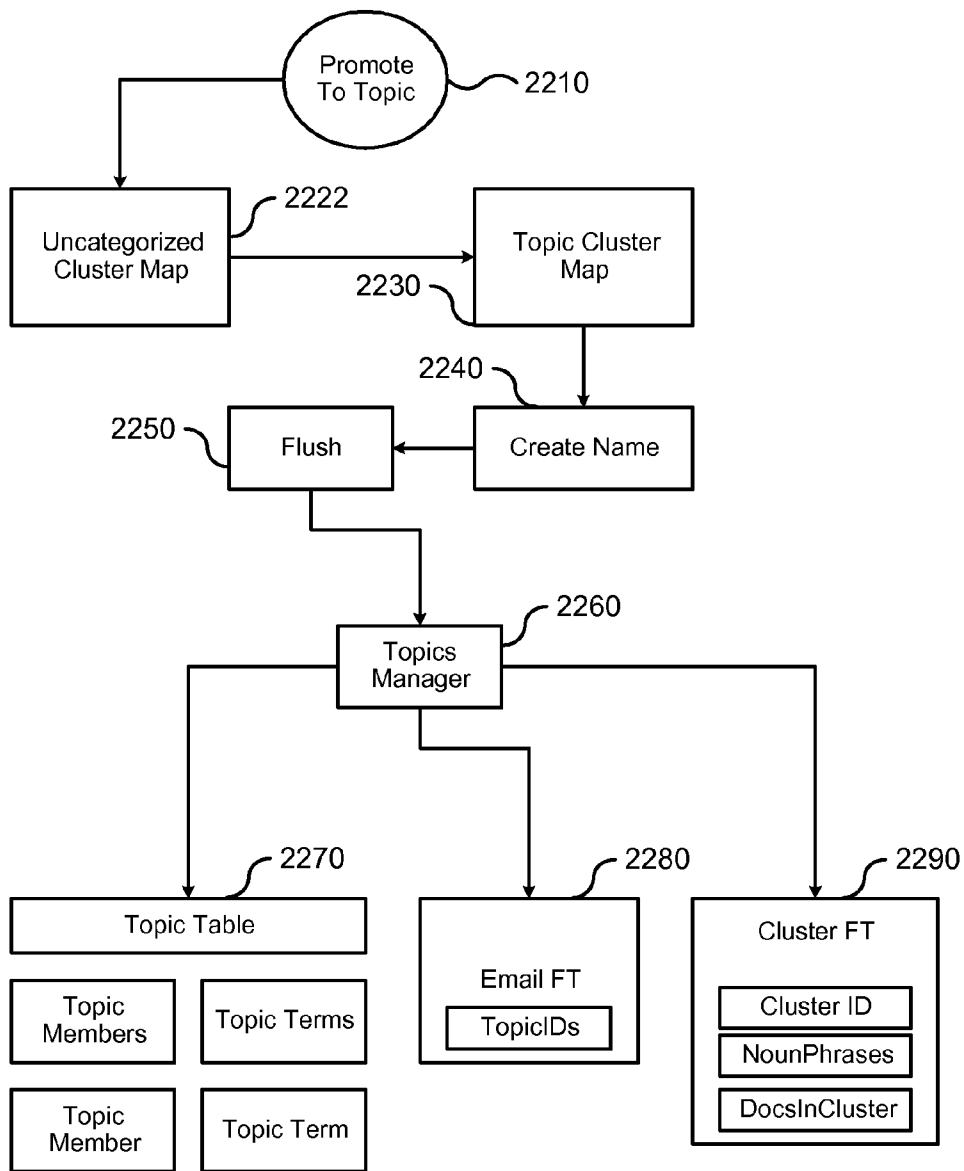 Promote
To Topic
2210
2222
Uncategorized
Cluster Map
Topic Cluster
Map
2230
2240
2250
Flush
Create Name
2260
Topics
Manager
2270
2280
2290
Topic Table
Cluster FT
Email FT
Topic
Members
Topic Terms
TopicIDs
Cluster ID
NounPhrases
DocsInCluster
Topic
Member
Topic Term